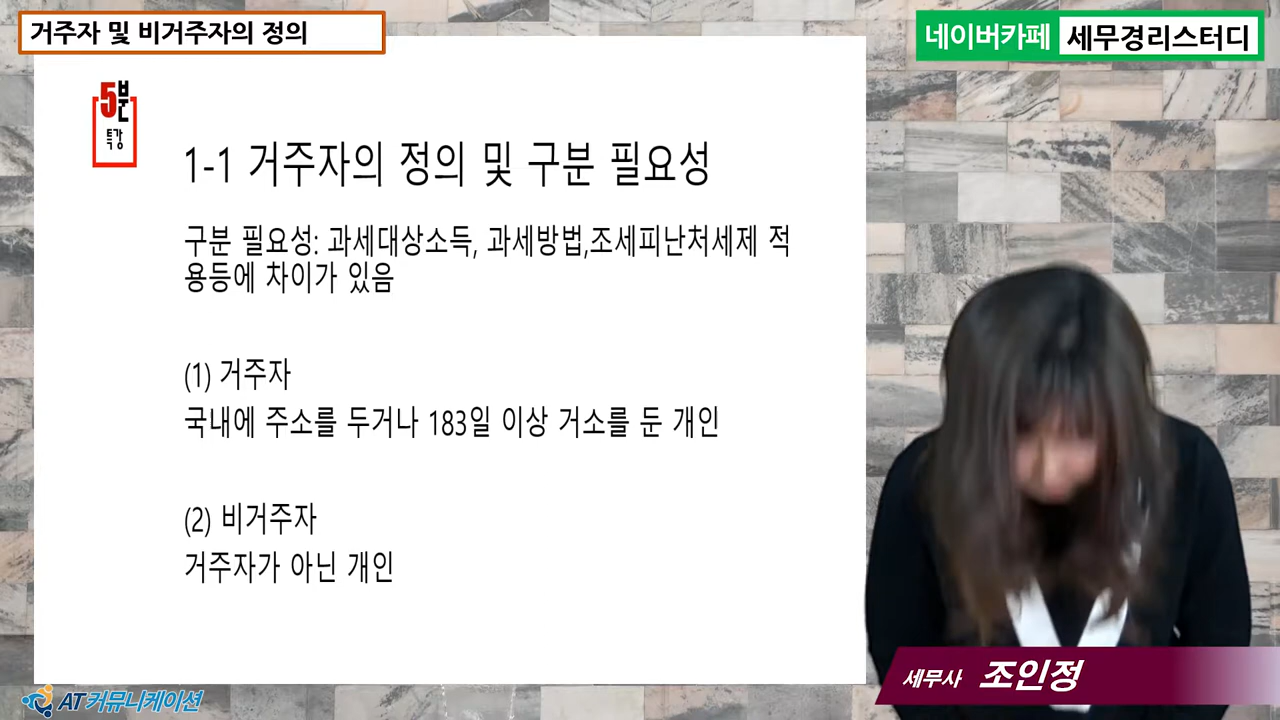 거주자 및 비거주자의 정의
네이버카페 세무경리스터디
5분
특강
1-1 거주자의 정의 및 구분 필요성
구분 필요성: 과세대상소득, 과세방법,조세피난처세제 적
용등에 차이가 있음
(1) 거주자
국내에 주소를 두거나 183일 이상 거소를 둔 개인
(2) 비거주자
거주자가 아닌 개인
세무사 조인정
AT커뮤니케이션